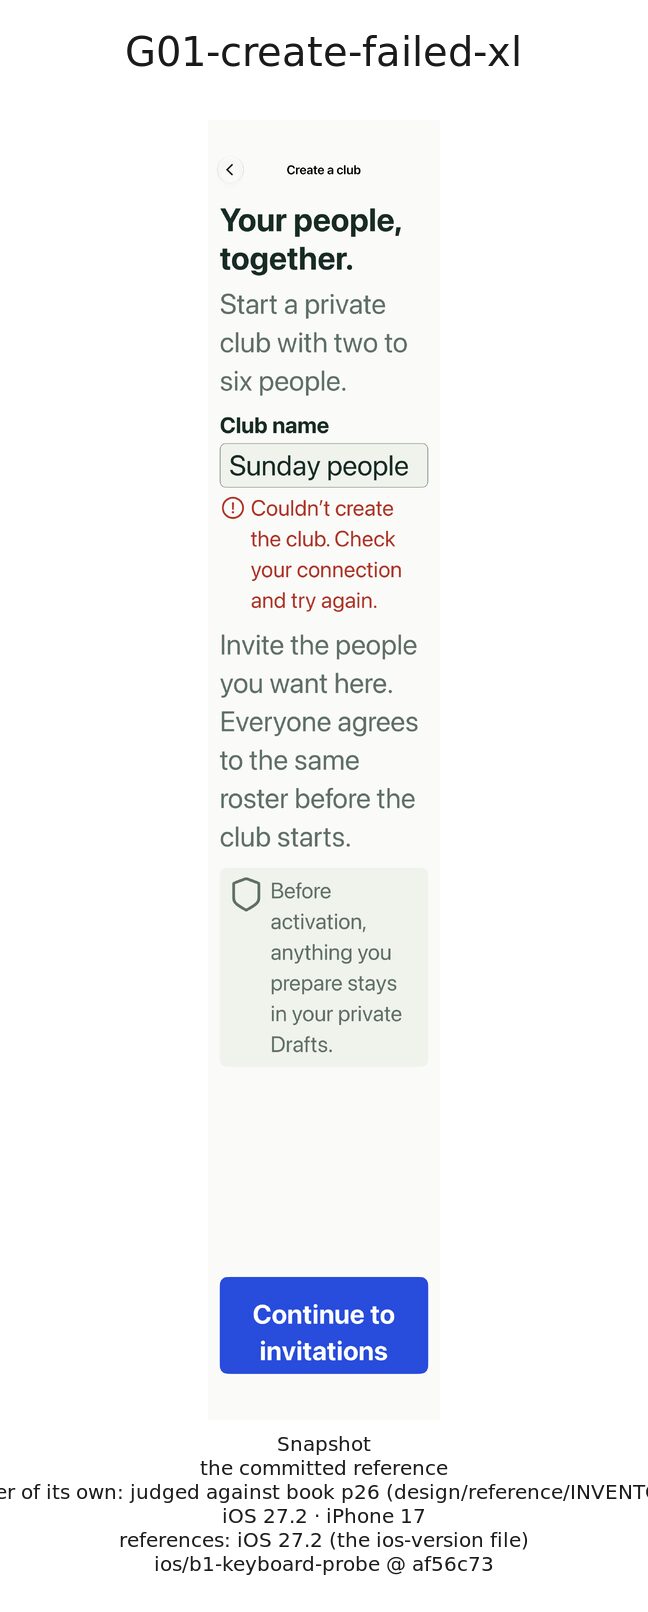 G01-create-failed-xl
Create a club
Your people,
together.
Start a private
club with two to
six people.
Club name
Sunday people
Couldn’t create
the club. Check
your connection
and try again.
Invite the people
you want here.
Everyone agrees
to the same
roster before the
club starts.
Before
activation,
anything you
prepare stays
in your private
Drafts.
Continue to
invitations
Snapshot
the committed reference
of its own: judged against book p26 (design/reference/
iOS 27.2 · iPhone 17
references: iOS 27.2 (the ios-version file)
ios/b1-keyboard-probe @ af56c73